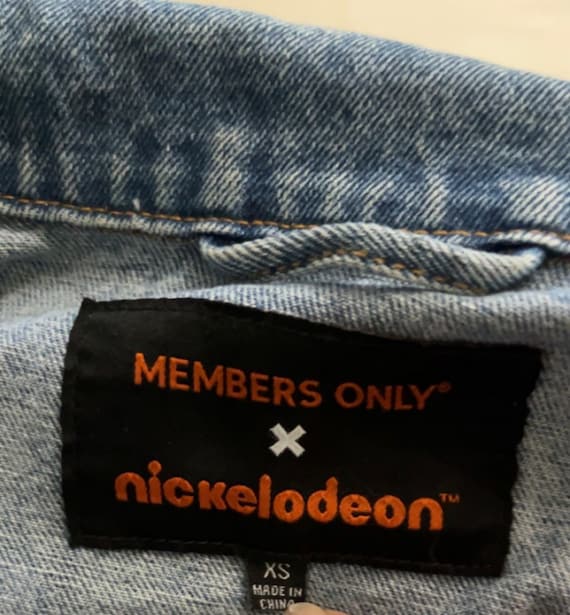 MEMBERS ONLY®
×
nickelodeon™
XS
MADE IN
CHINA